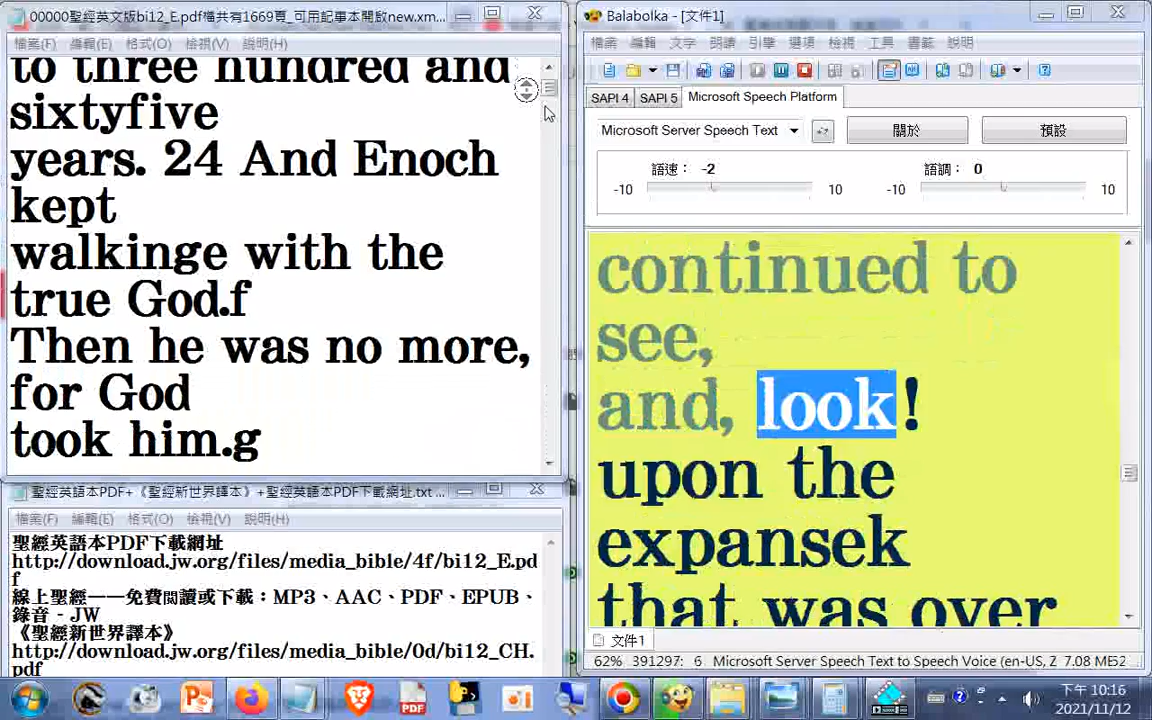 00000聖經英文版bi12_E.pdf檔共有1669頁_可用記事本開啟new.xm...
檔案(F) 編輯(E) 格式(O) 檢視(V) 說明(H)
to three hundred and
sixtyfive
years. 24 And Enoch
kept
walkinge with the
true God.f
Then he was no more,
for God
took him.g
聖經英語本PDF+《聖經新世界譯本》+聖經英語本PDF下載網址.txt ...
檔案(F) 編輯(E) 格式(O) 檢視(V) 說明(H)
聖經英語本PDF下載網址
http://download.jw.org/files/media_bible/4f/bi12_E.pd
f
線上聖經——免費閱讀或下載：MP3、AAC、PDF、EPUB、
錄音 - JW
《聖經新世界譯本》
http://download.jw.org/files/media_bible/0d/bi12_CH.
pdf
Balabolka - [文件1]
檔案 編輯 文字 朗讀 引擎 選項 檢視 工具 書籤 說明
SAPI 4 SAPI 5 Microsoft Speech Platform
Microsoft Server Speech Text 關於 預設
語速： -2 語調： 0
-10 10 -10 10
continued to
see,
and, look!
upon the
expansek
that was over
文件1
62% 391297: 6 Microsoft Server Speech Text to Speech Voice (en-US, Z 7.08 ME52
下午 10:16
2021/11/12